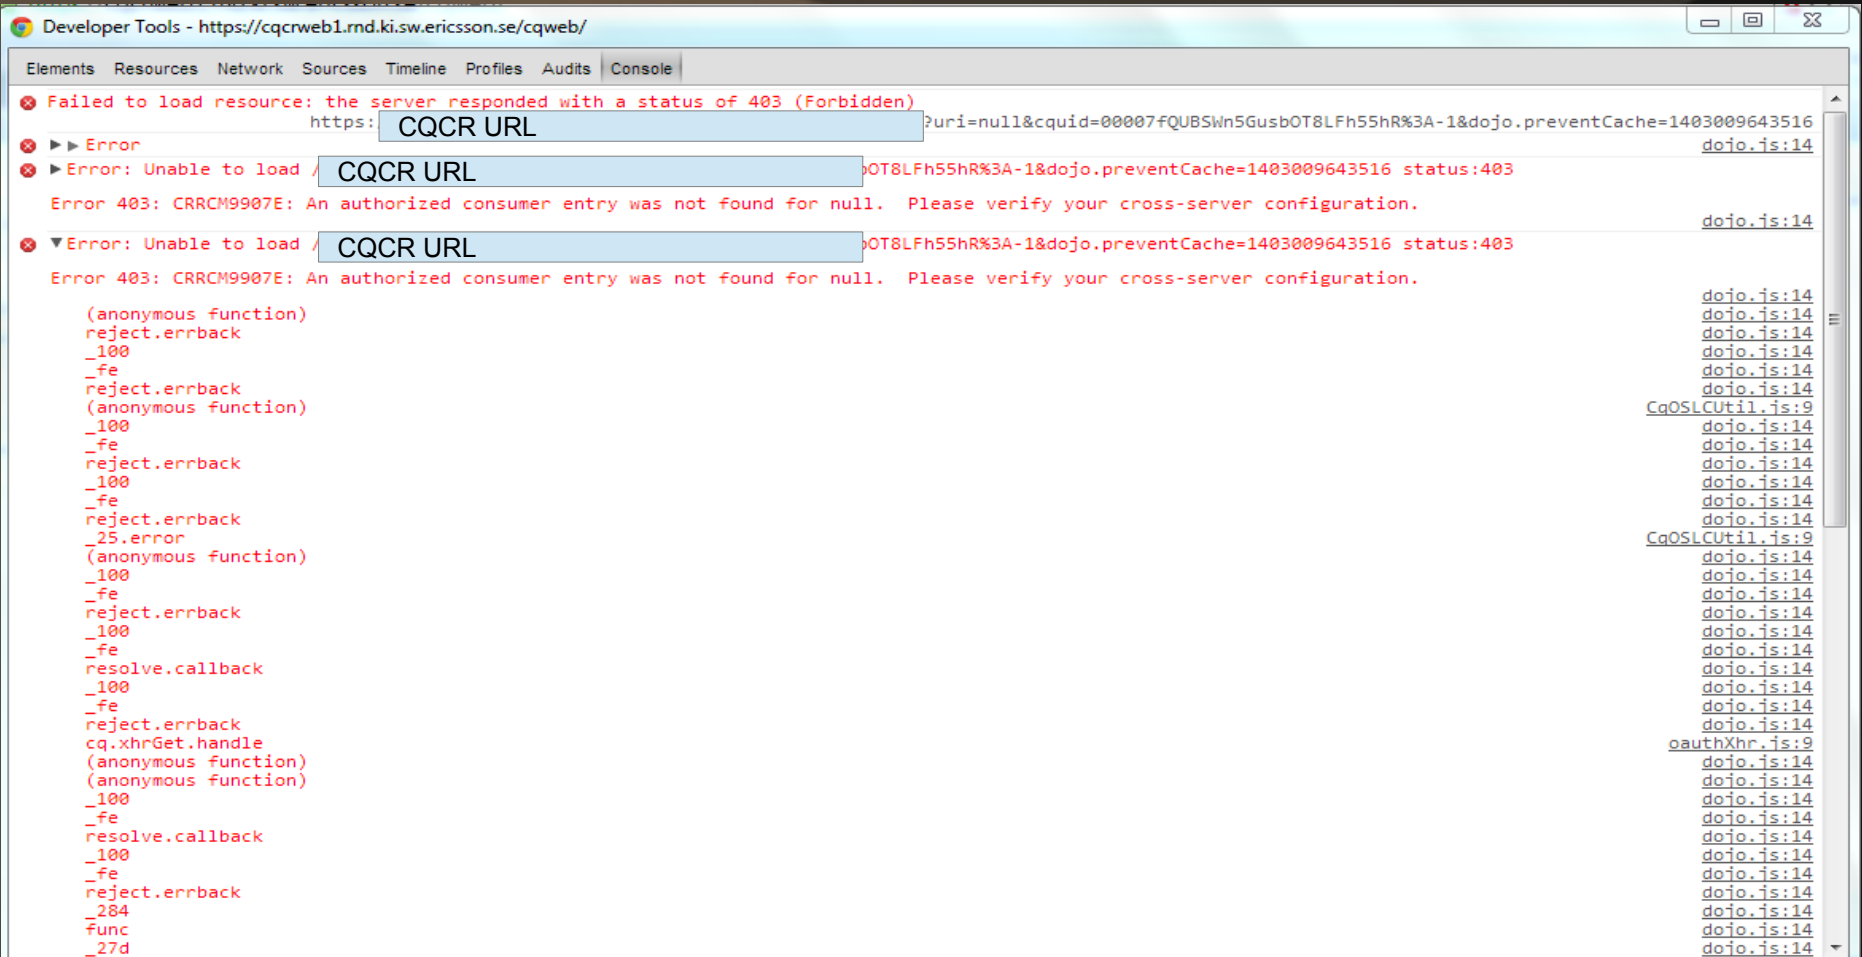 Developer Tools - https://cqcrweb1.rnd.ki.sw.ericsson.se/cqweb/
Elements Resources Network Sources Timeline Profiles Audits Console
Failed to load resource: the server responded with a status of 403 (Forbidden)
https: CQCR URL ?uri=null&cquid=00007fQUBSWn5GusbOT8LFh55hR%3A-1&dojo.preventCache=1403009643516
Error dojo.js:14
Error: Unable to load / CQCR URL bOT8LFh55hR%3A-1&dojo.preventCache=1403009643516 status:403
Error 403: CRRCM9907E: An authorized consumer entry was not found for null. Please verify your cross-server configuration.
dojo.js:14
Error: Unable to load / CQCR URL bOT8LFh55hR%3A-1&dojo.preventCache=1403009643516 status:403
Error 403: CRRCM9907E: An authorized consumer entry was not found for null. Please verify your cross-server configuration.
dojo.js:14
(anonymous function) dojo.js:14
reject.errback dojo.js:14
_100 dojo.js:14
_fe dojo.js:14
reject.errback dojo.js:14
(anonymous function) CqOSLCUtil.js:9
_100 dojo.js:14
_fe dojo.js:14
reject.errback dojo.js:14
_100 dojo.js:14
_fe dojo.js:14
reject.errback dojo.js:14
_25.error CqOSLCUtil.js:9
(anonymous function) dojo.js:14
_100 dojo.js:14
_fe dojo.js:14
reject.errback dojo.js:14
_100 dojo.js:14
_fe dojo.js:14
resolve.callback dojo.js:14
_100 dojo.js:14
_fe dojo.js:14
reject.errback dojo.js:14
cq.xhrGet.handle oauthXhr.js:9
(anonymous function) dojo.js:14
(anonymous function) dojo.js:14
_100 dojo.js:14
_fe dojo.js:14
resolve.callback dojo.js:14
_100 dojo.js:14
_fe dojo.js:14
reject.errback dojo.js:14
_284 dojo.js:14
func dojo.js:14
_27d dojo.js:14